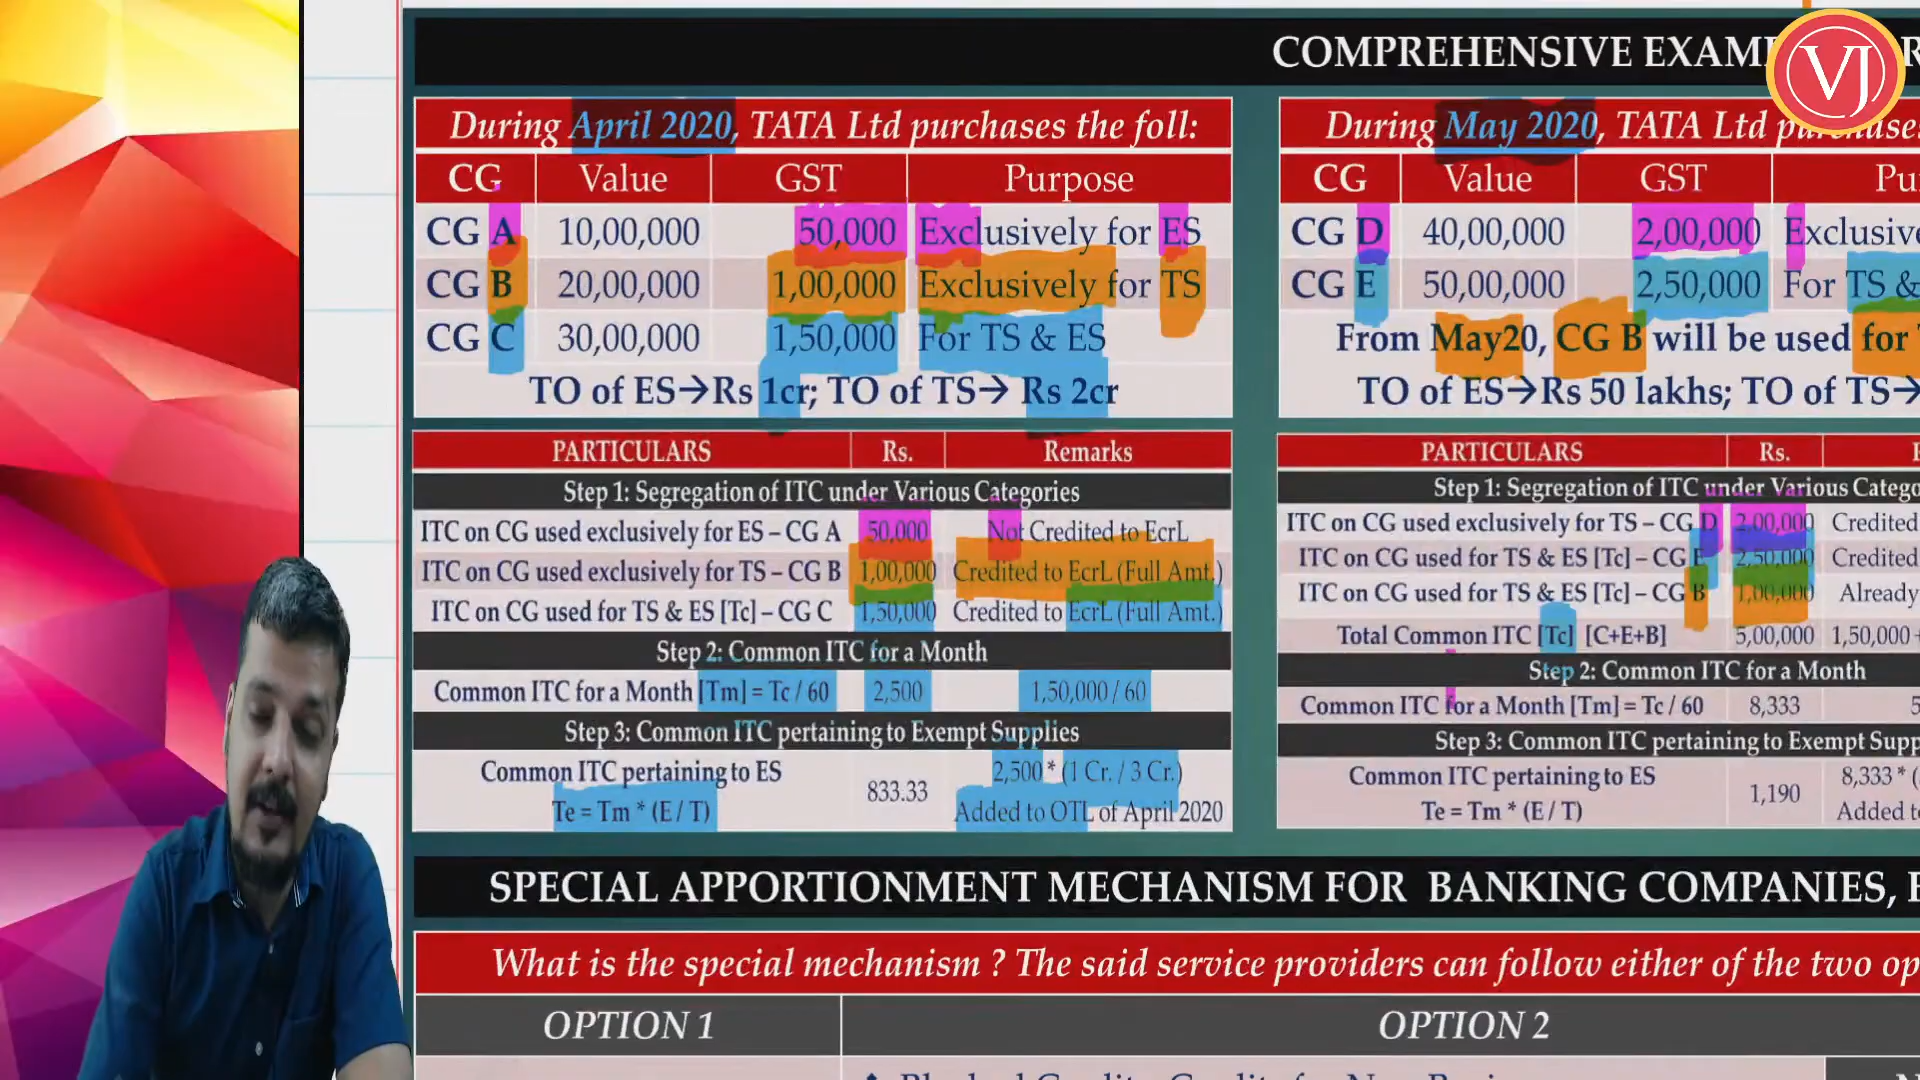 COMPREHENSIVE EXAM
VJ
During April 2020, TATA Ltd purchases the foll:
CG Value GST Purpose
CG A 10,00,000 50,000 Exclusively for ES
CG B 20,00,000 1,00,000 Exclusively for TS
CG C 30,00,000 1,50,000 For TS & ES
TO of ES→Rs 1cr; TO of TS→ Rs 2cr
PARTICULARS Rs. Remarks
Step 1: Segregation of ITC under Various Categories
ITC on CG used exclusively for ES – CG A 50,000 Not Credited to EcrL
ITC on CG used exclusively for TS – CG B 1,00,000 Credited to EcrL (Full Amt.)
ITC on CG used for TS & ES [Tc] – CG C 1,50,000 Credited to EcrL (Full Amt.)
Step 2: Common ITC for a Month
Common ITC for a Month [Tm] = Tc / 60 2,500 1,50,000 / 60
Step 3: Common ITC pertaining to Exempt Supplies
Common ITC pertaining to ES
Te = Tm * (E / T)
833.33
2,500 * (1 Cr. / 3 Cr.)
Added to OTL of April 2020
During May 2020, TATA Ltd purchases
CG Value GST Pu
CG D 40,00,000 2,00,000 Exclusive
CG E 50,00,000 2,50,000 For TS &
From May20, CG B will be used for
TO of ES→Rs 50 lakhs; TO of TS→
PARTICULARS Rs.
Step 1: Segregation of ITC under Various Catego
ITC on CG used exclusively for TS – CG D 2,00,000 Credited
ITC on CG used for TS & ES [Tc] – CG E 2,50,000 Credited
ITC on CG used for TS & ES [Tc] – CG B 1,00,000 Already
Total Common ITC [Tc] [C+E+B] 5,00,000 1,50,000 +
Step 2: Common ITC for a Month
Common ITC for a Month [Tm] = Tc / 60 8,333 5
Step 3: Common ITC pertaining to Exempt Supp
Common ITC pertaining to ES
Te = Tm * (E / T)
1,190
8,333 * (
Added to
SPECIAL APPORTIONMENT MECHANISM FOR BANKING COMPANIES,
What is the special mechanism ? The said service providers can follow either of the two op
OPTION 1 OPTION 2